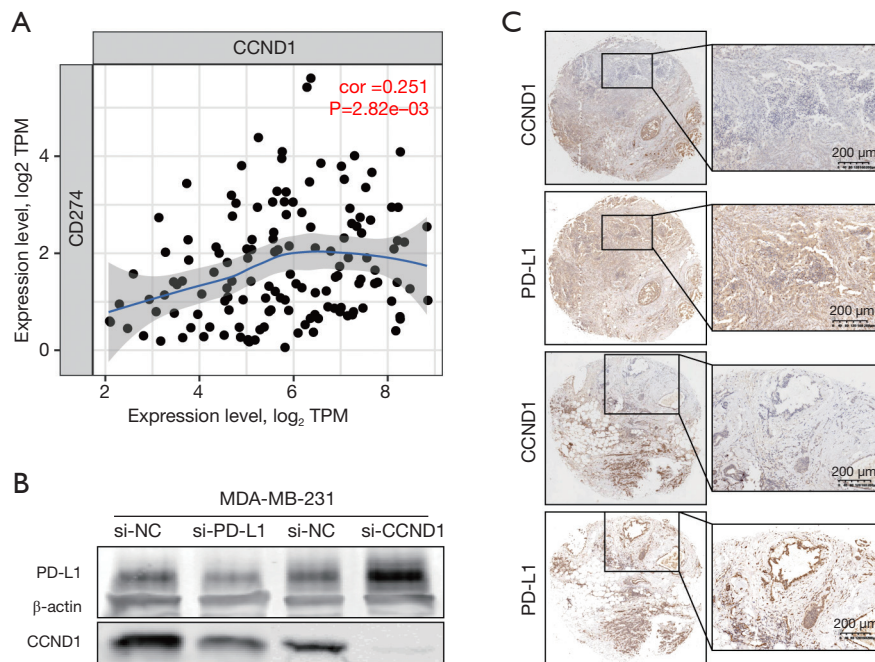 A
CCND1
CD274
cor =0.251
P=2.82e–03
Expression level, log2 TPM
4
2
0
2
4
6
8
Expression level, log₂ TPM
B
MDA-MB-231
si-NC
si-PD-L1
si-NC
si-CCND1
PD-L1
β-actin
CCND1
C
CCND1
200 μm
PD-L1
200 μm
CCND1
200 μm
PD-L1
200 μm